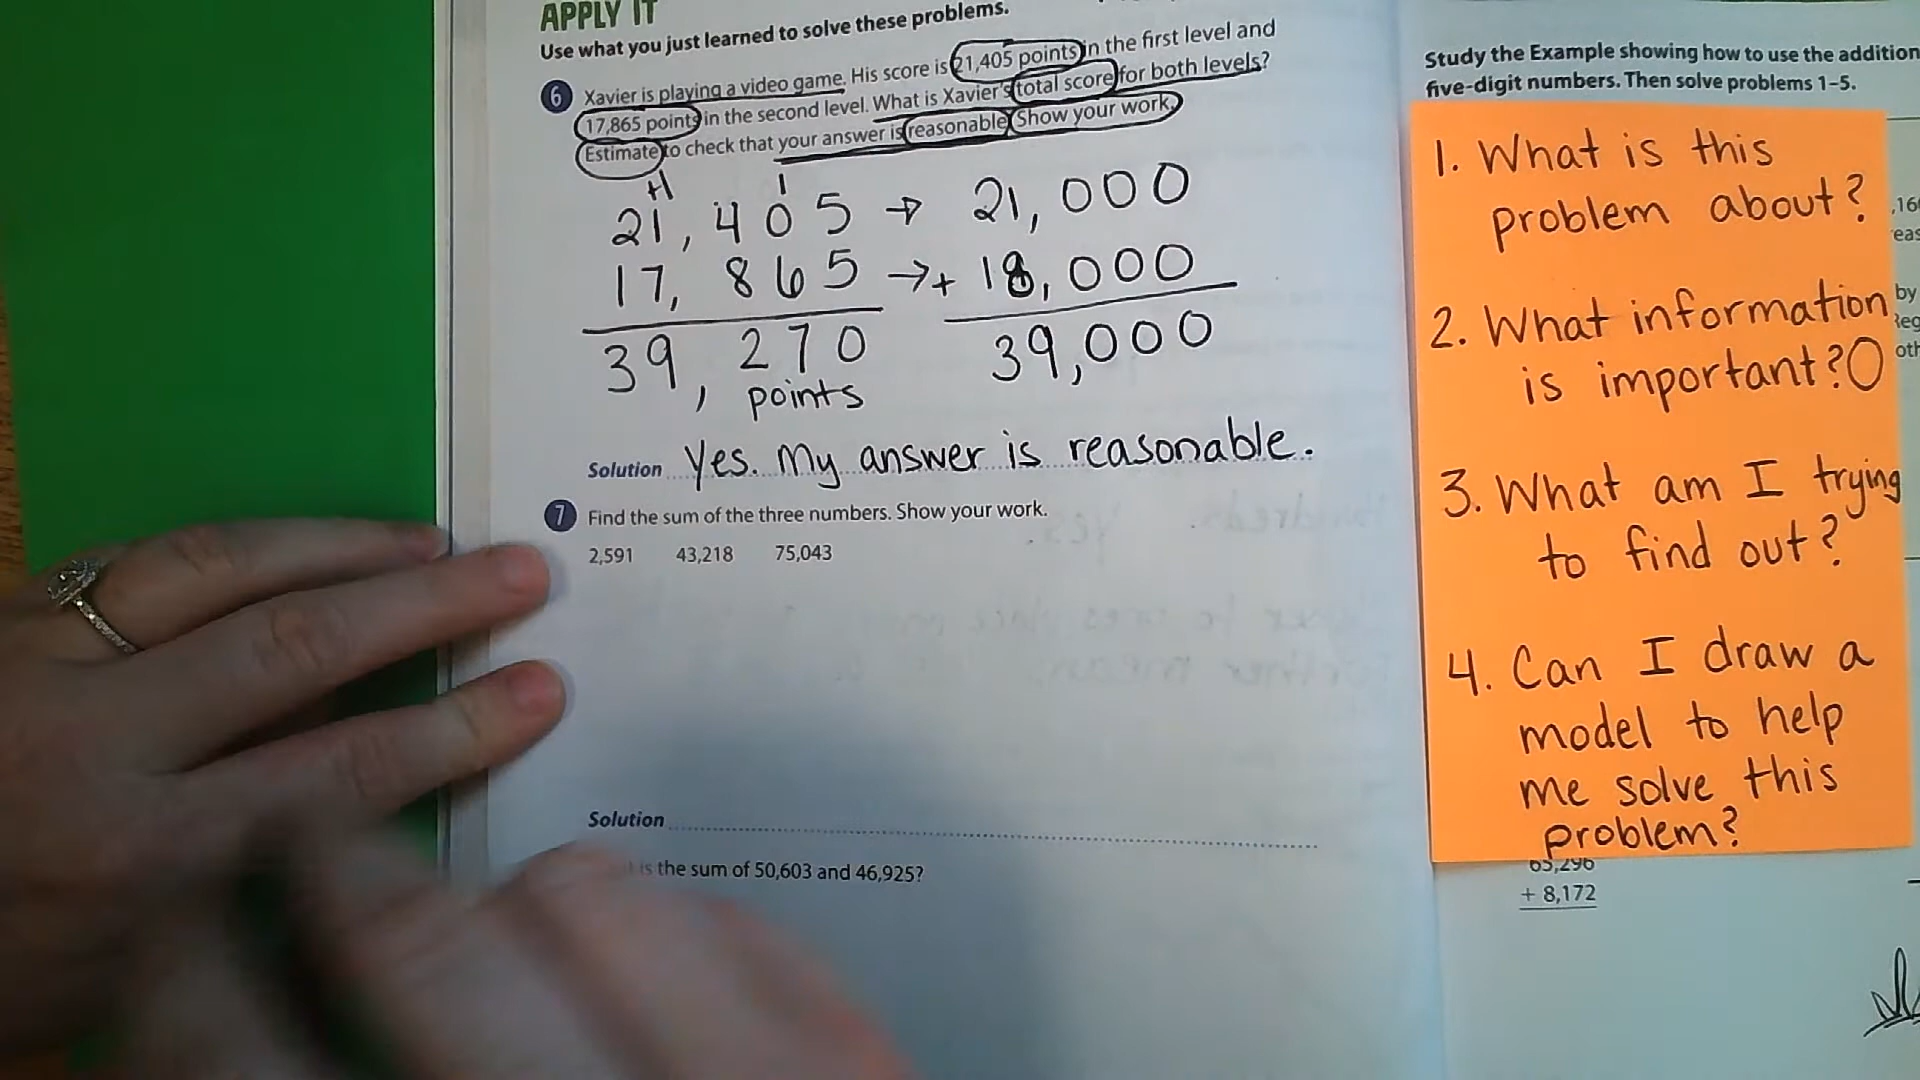 APPLY IT
Use what you just learned to solve these problems.
6 Xavier is playing a video game. His score is 21,405 points in the first level and
17,865 points in the second level. What is Xavier's total score for both levels?
Estimate to check that your answer is reasonable. Show your work.
+1 1
21,405 → 21,000
17,865 → + 18,000
39,270 39,000
points
Solution Yes. My answer is reasonable.
7 Find the sum of the three numbers. Show your work.
2,591 43,218 75,043
Solution
is the sum of 50,603 and 46,925?
Study the Example showing how to use the addition
five-digit numbers. Then solve problems 1–5.
1. What is this
problem about?
2. What information
is important? O
3. What am I trying
to find out?
4. Can I draw a
model to help
me solve this
problem?
65,296
+ 8,172
by